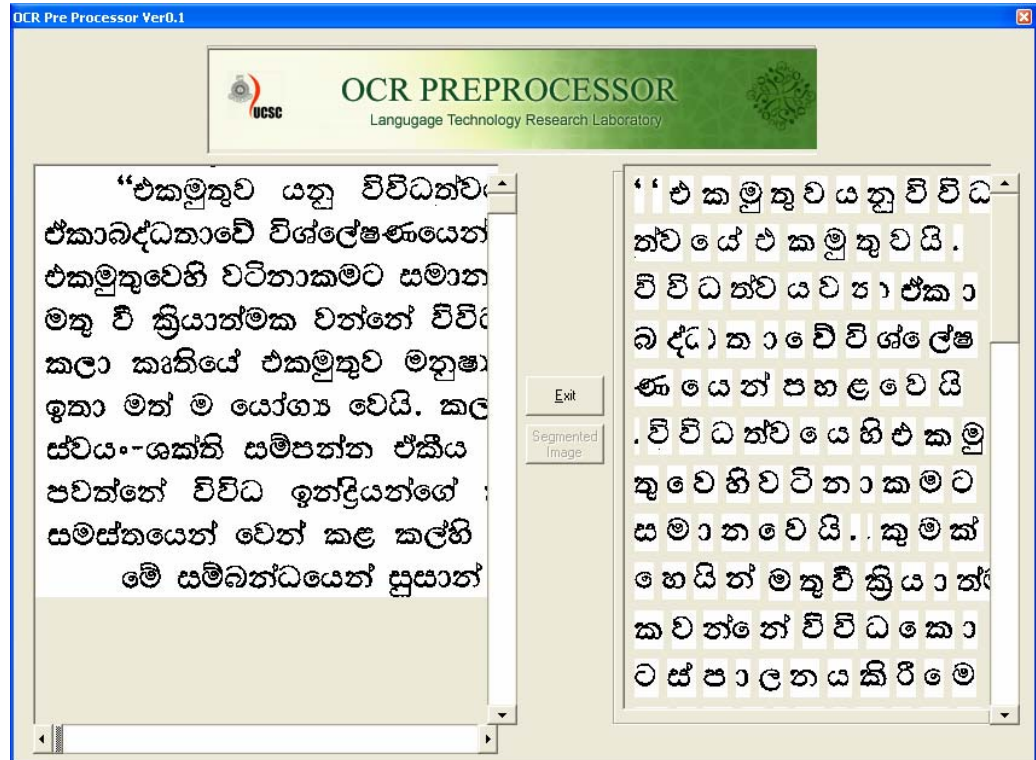 OCR Pre Processor Ver0.1
UCSC
OCR PREPROCESSOR
Langugage Technology Research Laboratory
“එකමුතුව යනු විවිධත්ව
ඒකාබද්ධතාවේ විශ්ලේෂණයෙන්
එකමුතුවෙහි වටිනාකමට සමාන
මතු වී ක්‍රියාත්මක වන්නේ විවි
කලා කෘතියේ එකමුතුව
ඉතා මත් ම යෝග්‍ය වෙයි. කල
ස්වයං-ශක්ති සම්පන්න ඒකීය
පවත්නේ විවිධ ඉන්ද්‍රියන්ගේ
සමස්තයෙන් වෙන් කළ කල්හි
මේ සම්බන්ධයෙන් සුසාන්
Exit
Segmented
Image
‘ ‘ එ ක මු තු ව ය නු වි වි ධ
ත්ව යේ එ ක මු තු ව යි .
වි වි ධ ත්ව ය ව්‍ය ා ඒක ා
බ ද්ධ ත ා වේ වි ශ්ලේෂ
ණ යෙ න් ප හ ළ වෙ යි
. වි වි ධ ත්ව යෙ හි එ ක මු
තු වෙ හි ව ටි න ා ක ම ට
ස ම ා න වෙ යි . . කු ම ක්
හෙ යි න් ම තු වී ක්‍රි ය ා ත්ම
ක ව න්නේ න් වි වි ධ කො
ට ස් ප ා ල න ය කි රී මෙ